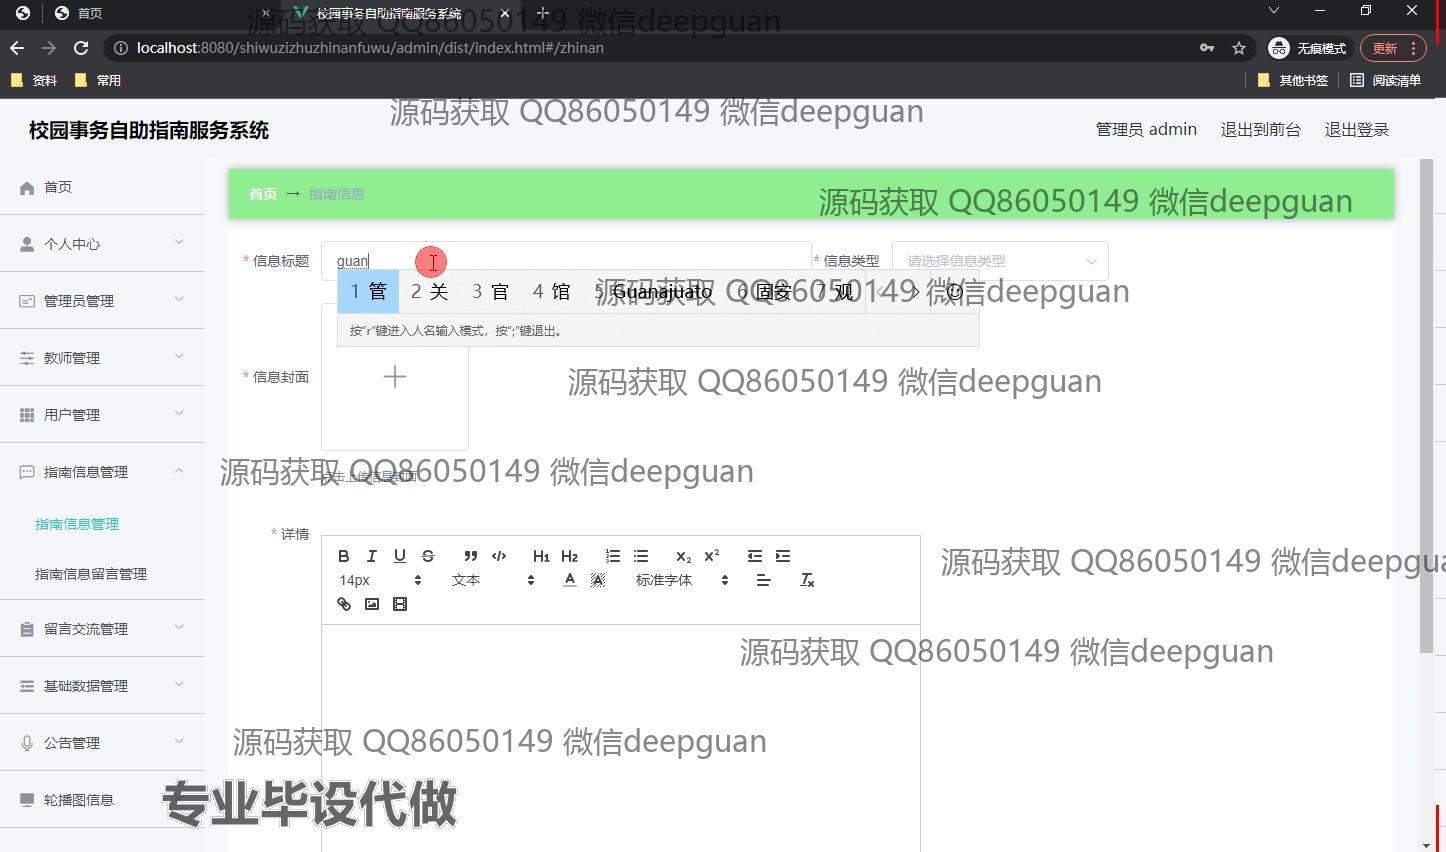 首页
校园事务自助指南服务系统
源码获取 QQ86050149 微信deepguan
localhost:8080/shiwuzizhuzhinanfuwu/admin/dist/index.html#/zhinan
无痕模式
更新
资料
常用
其他书签
阅读清单
源码获取 QQ86050149 微信deepguan
校园事务自助指南服务系统
管理员 admin
退出到前台
退出登录
首页
个人中心
管理员管理
教师管理
用户管理
指南信息管理
指南信息管理
指南信息留言管理
留言交流管理
基础数据管理
公告管理
轮播图信息
首页 → 指南信息
源码获取 QQ86050149 微信deepguan
* 信息标题
guan
* 信息类型
请选择信息类型
1 管 2 关 3 官 4 馆 5 Guanajuato 6 固安 7 观
源码获取 QQ86050149 微信deepguan
按“r”键进入人名输入模式，按“;”键退出。
* 信息封面
源码获取 QQ86050149 微信deepguan
点击上传信息封面
源码获取 QQ86050149 微信deepguan
* 详情
B I U S H1 H2 X2 X2
14px 文本 A A 标准字体 Tx
源码获取 QQ86050149 微信deepgua
源码获取 QQ86050149 微信deepguan
源码获取 QQ86050149 微信deepguan
专业毕设代做